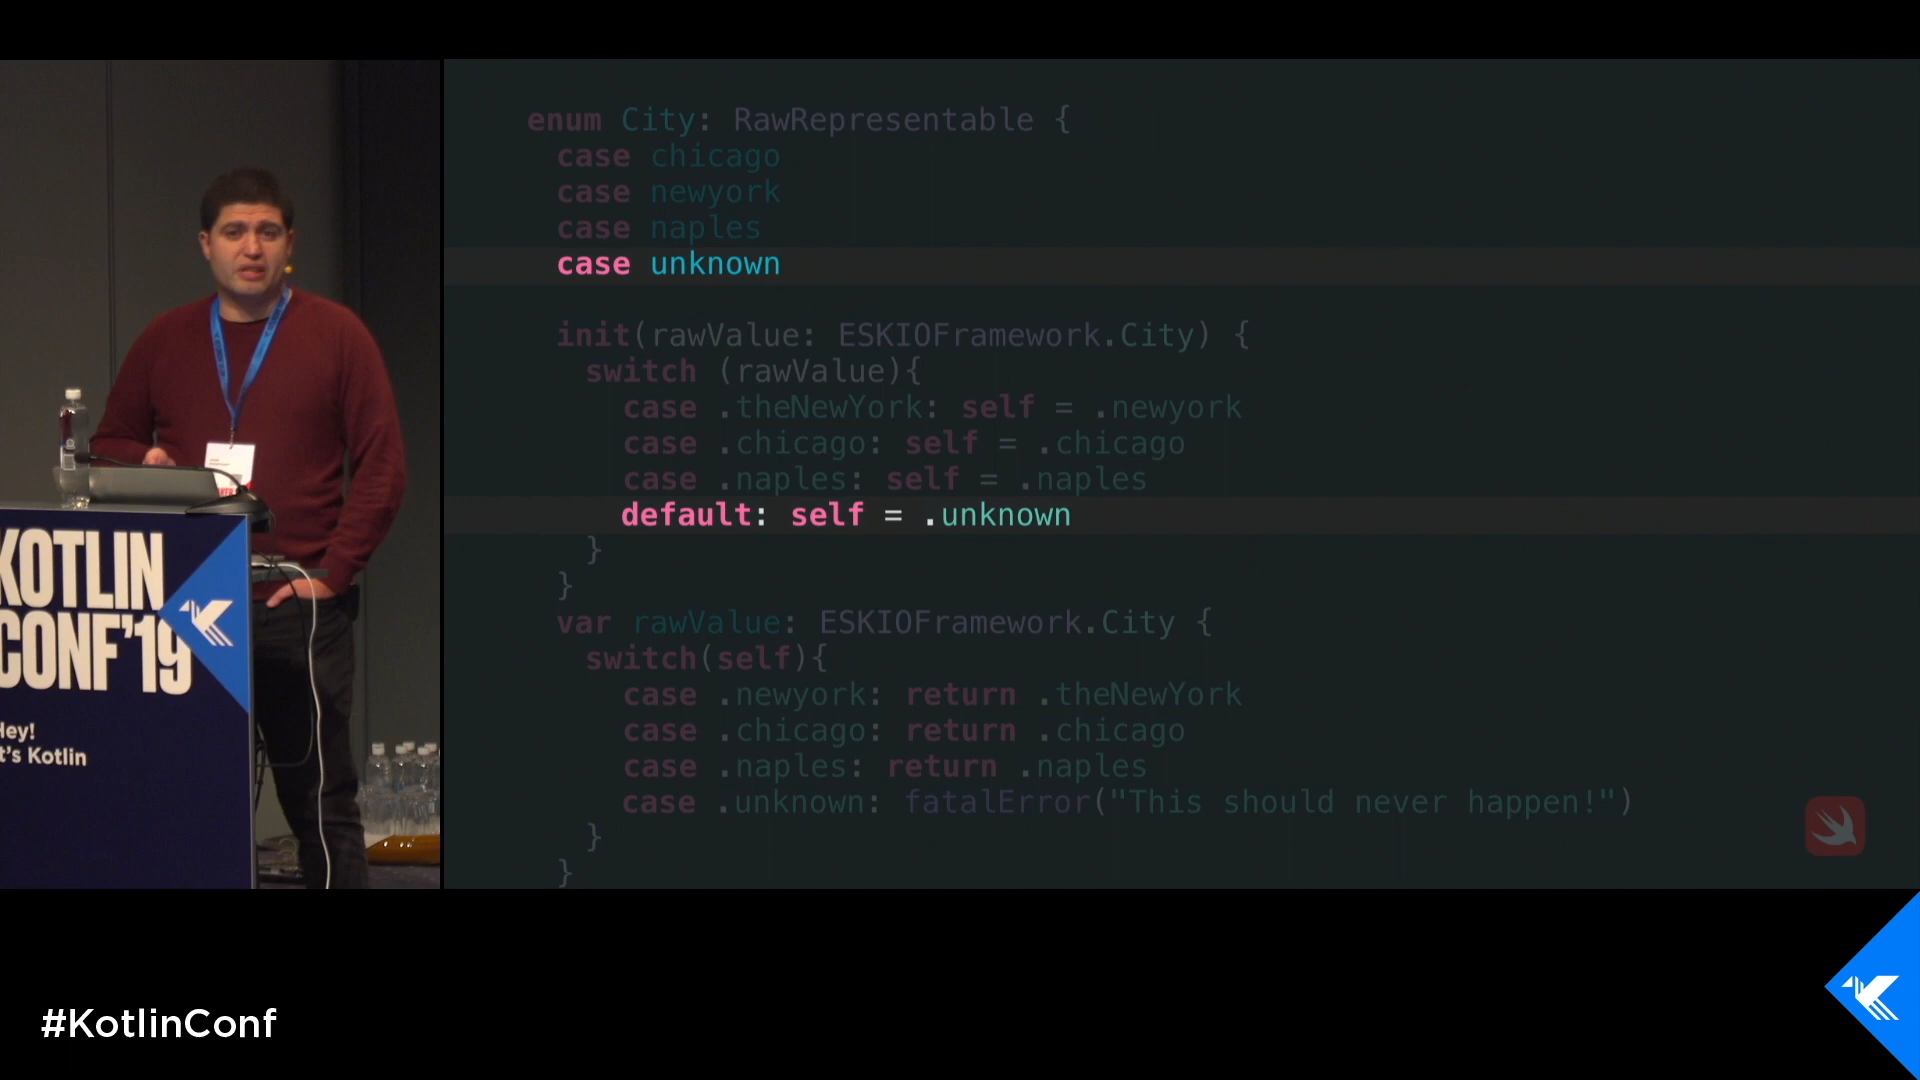 enum City: RawRepresentable {
case chicago
case newyork
case naples
case unknown
init(rawValue: ESKIOFramework.City) {
switch (rawValue){
case .theNewYork: self = .newyork
case .chicago: self = .chicago
case .naples: self = .naples
default: self = .unknown
}
}
var rawValue: ESKIOFramework.City {
switch(self){
case .newyork: return .theNewYork
case .chicago: return .chicago
case .naples: return .naples
case .unknown: fatalError("This should never happen!")
}
}
KOTLIN
CONF'19
Hey!
It's Kotlin
#KotlinConf